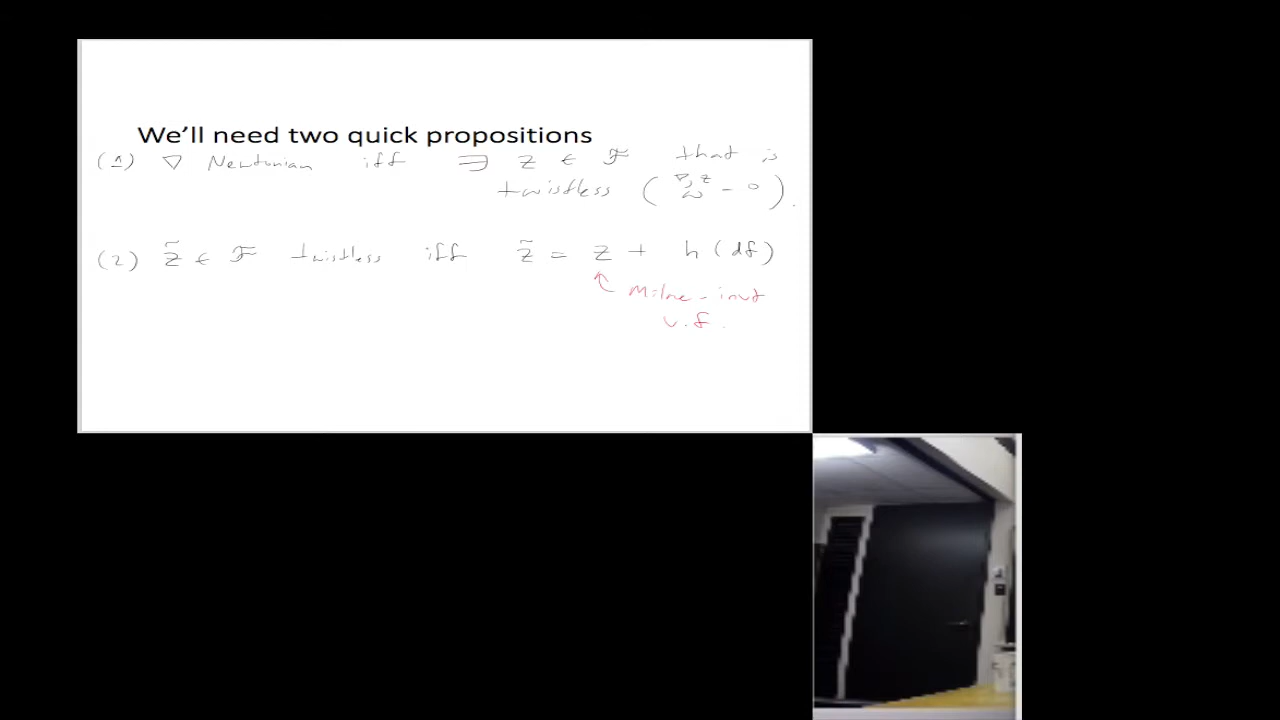 We'll need two quick propositions
(1) ∇ Newtonian iff ∃ Z ∈ ℱ that is
twistless ( ω^{∇,Z} = 0 ).
(2) Z̃ ∈ ℱ twistless iff Z̃ = Z + h(df)
↑ Milne-invt
v.f.